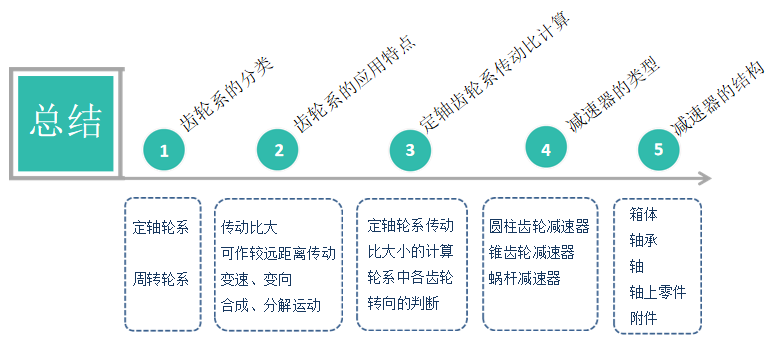 总结
1
齿轮系的分类
定轴轮系
周转轮系
2
齿轮系的应用特点
传动比大
可作较远距离传动
变速、变向
合成、分解运动
3
定轴齿轮系传动比计算
定轴轮系传动
比大小的计算
轮系中各齿轮
转向的判断
4
减速器的类型
圆柱齿轮减速器
锥齿轮减速器
蜗杆减速器
5
减速器的结构
箱体
轴承
轴
轴上零件
附件